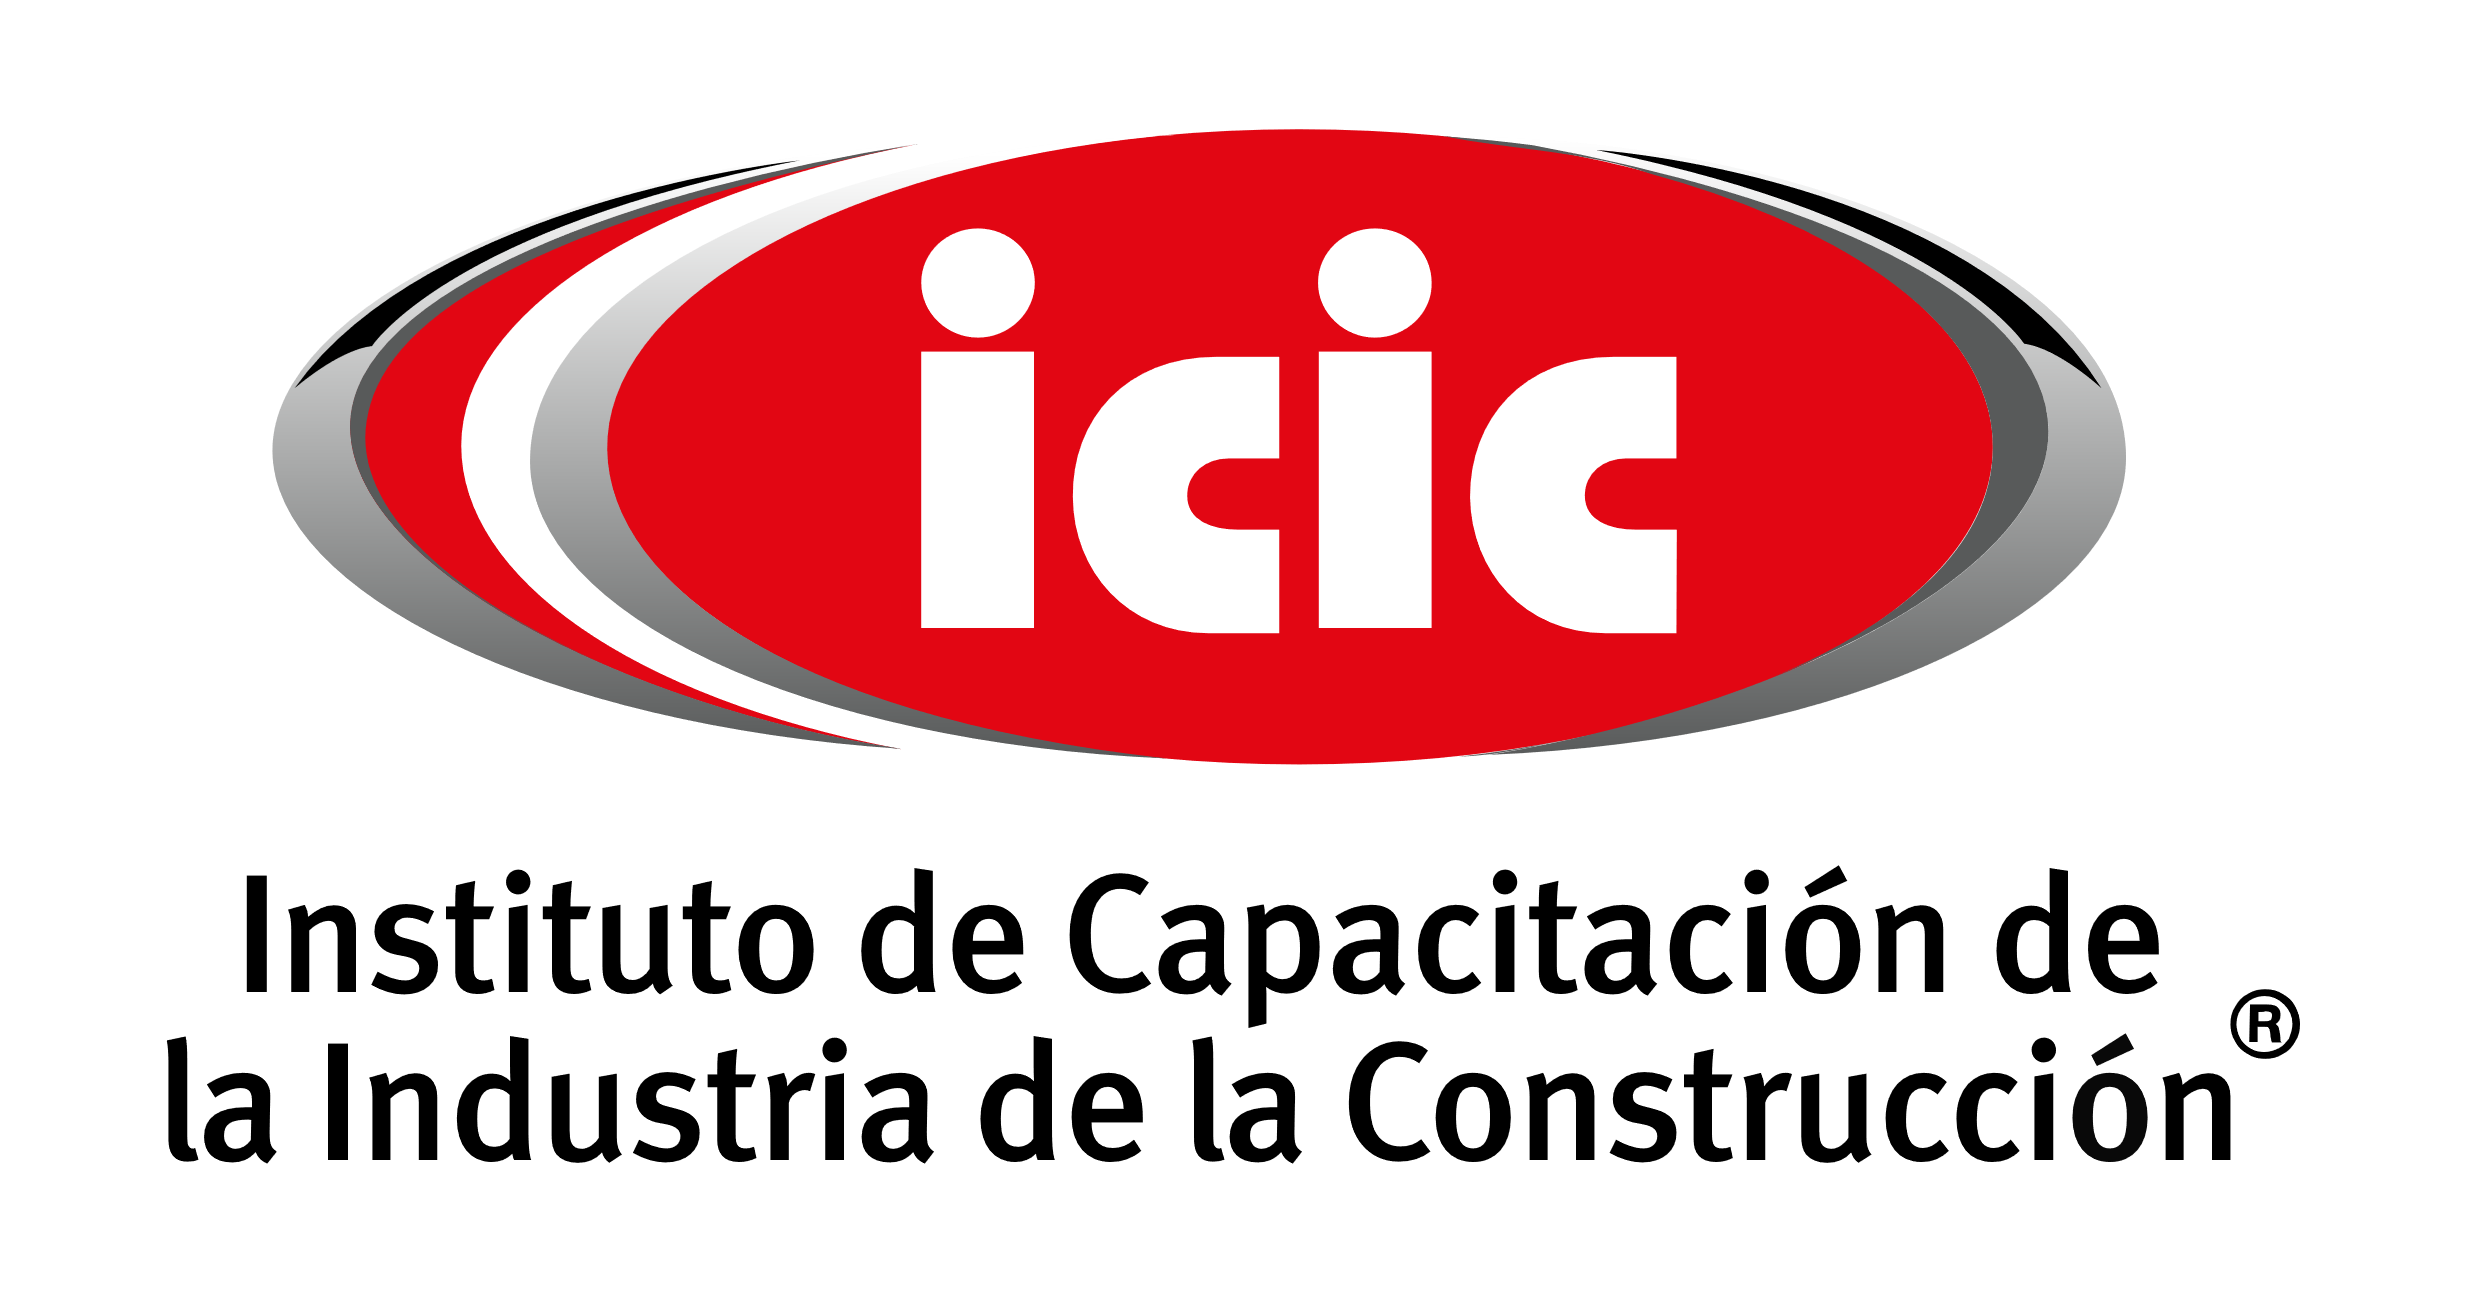 icic
Instituto de Capacitación de
la Industria de la Construcción®